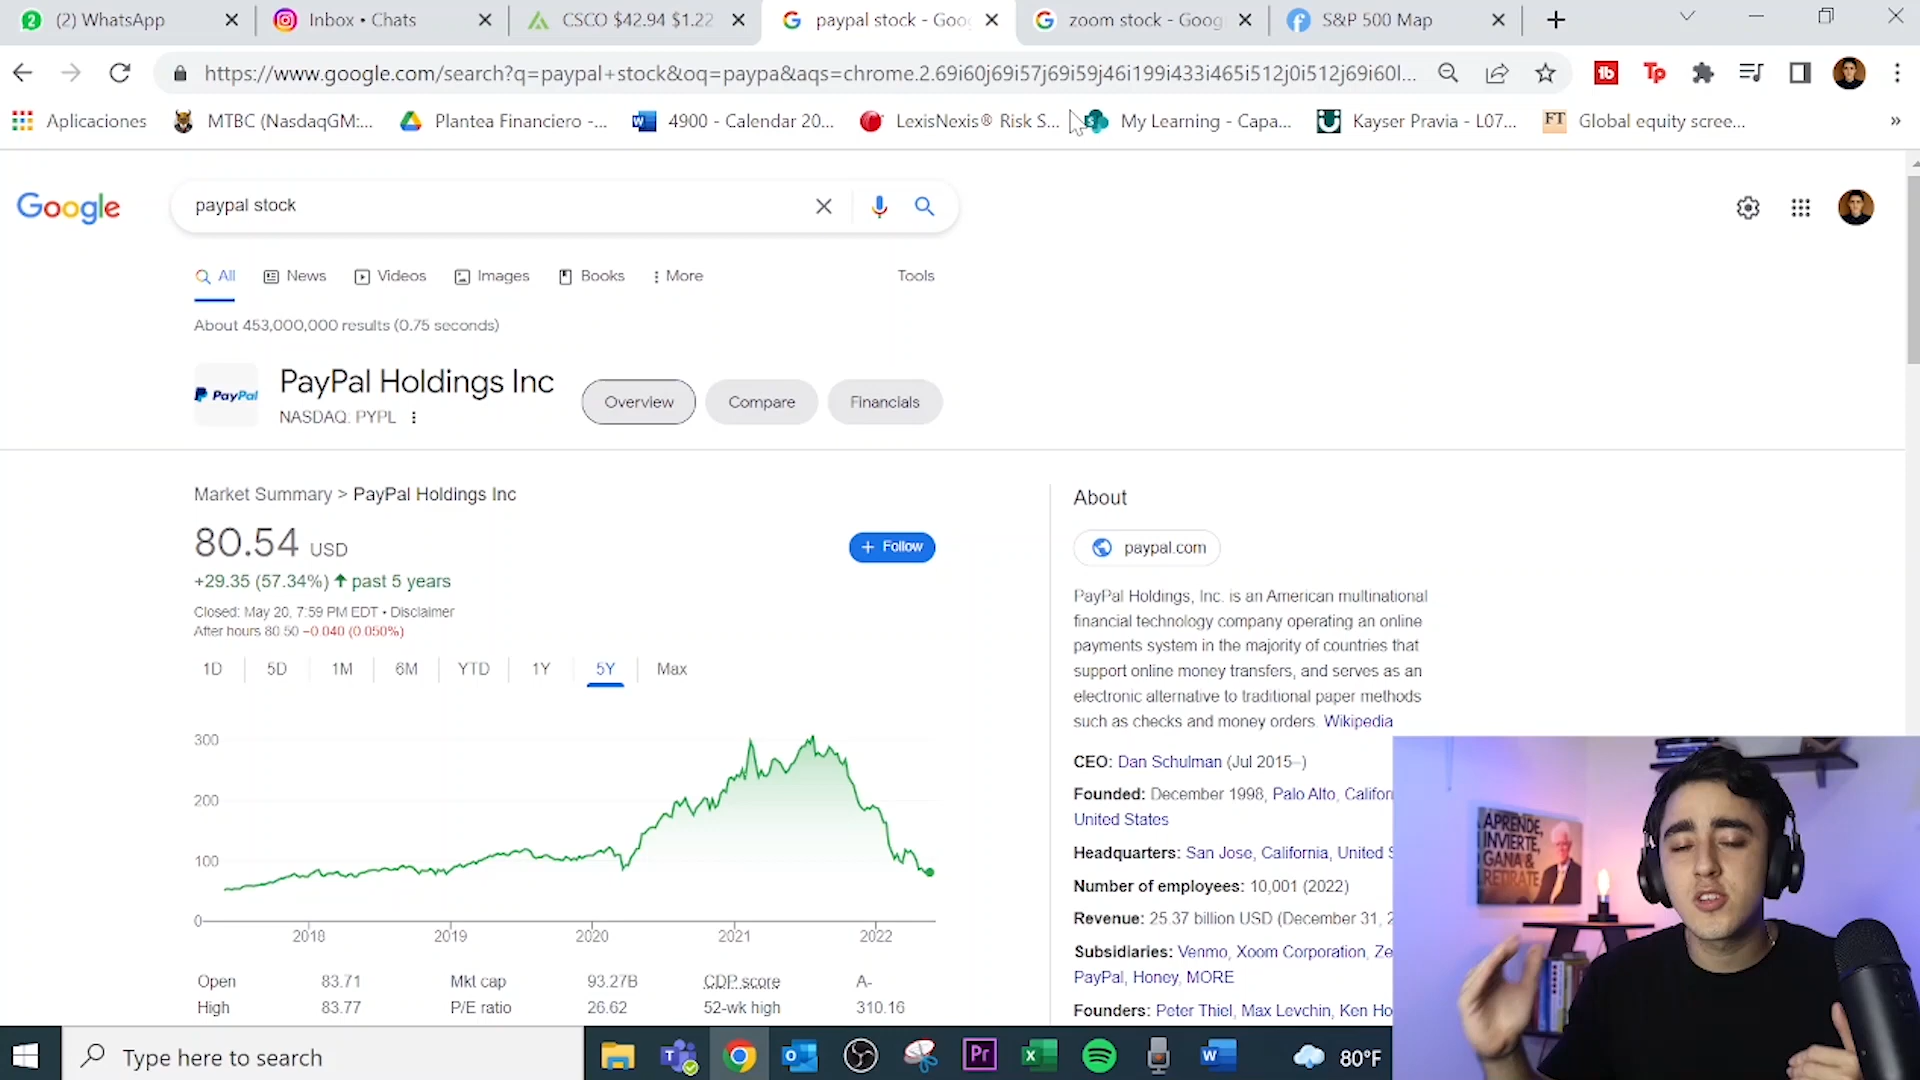 (2) WhatsApp
Inbox • Chats
CSCO $42.94 $1.22
paypal stock - Goo
zoom stock - Goog
S&P 500 Map
https://www.google.com/search?q=paypal+stock&oq=paypa&aqs=chrome.2.69i60j69i57j69i59j46i199i433i465i512j0i512j69i60l...
Aplicaciones
MTBC (NasdaqGM:...
Plantea Financiero -...
4900 - Calendar 20...
LexisNexis® Risk S...
My Learning - Capa...
Kayser Pravia - L07...
FT
Global equity scree...
»
Google
paypal stock
All
News
Videos
Images
Books
More
Tools
About 453,000,000 results (0.75 seconds)
PayPal
PayPal Holdings Inc
NASDAQ: PYPL
Overview
Compare
Financials
Market Summary > PayPal Holdings Inc
80.54 USD
+ Follow
+29.35 (57.34%) past 5 years
Closed: May 20, 7:59 PM EDT • Disclaimer
After hours 80.50 −0.040 (0.050%)
1D
5D
1M
6M
YTD
1Y
5Y
Max
300
200
100
0
2018
2019
2020
2021
2022
Open 83.71
Mkt cap 93.27B
CDP score A-
High 83.77
P/E ratio 26.62
52-wk high 310.16
About
paypal.com
PayPal Holdings, Inc. is an American multinational
financial technology company operating an online
payments system in the majority of countries that
support online money transfers, and serves as an
electronic alternative to traditional paper methods
such as checks and money orders. Wikipedia
CEO: Dan Schulman (Jul 2015–)
Founded: December 1998, Palo Alto, Califor
United States
Headquarters: San Jose, California, United S
Number of employees: 10,001 (2022)
Revenue: 25.37 billion USD (December 31, 2
Subsidiaries: Venmo, Xoom Corporation, Ze
PayPal, Honey, MORE
Founders: Peter Thiel, Max Levchin, Ken Ho
APRENDE,
INVIERTE,
GANA &
RETIRATE
Type here to search
Pr
80°F